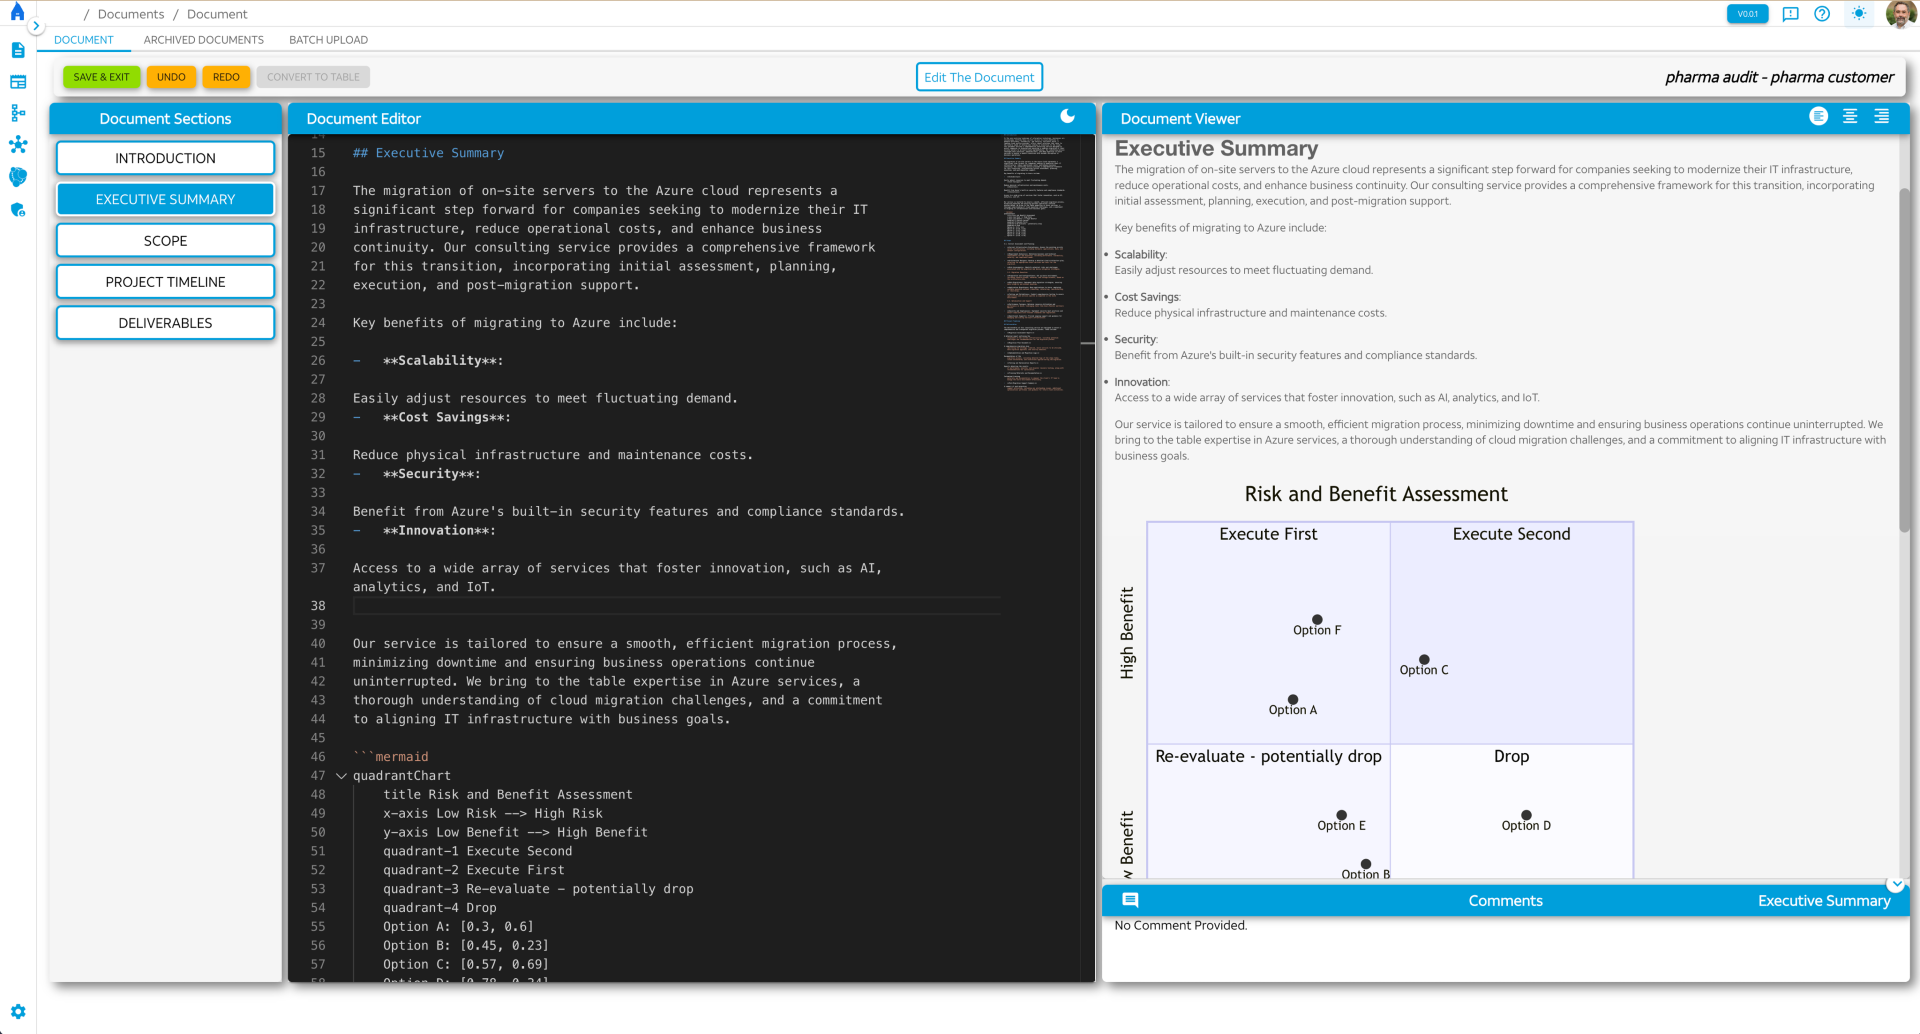 / Documents / Document
V0.0.1
DOCUMENT
ARCHIVED DOCUMENTS
BATCH UPLOAD
SAVE & EXIT
UNDO
REDO
CONVERT TO TABLE
Edit The Document
pharma audit - pharma customer
Document Sections
INTRODUCTION
EXECUTIVE SUMMARY
SCOPE
PROJECT TIMELINE
DELIVERABLES
Document Editor
14
15 ## Executive Summary
16
17 The migration of on-site servers to the Azure cloud represents a
18 significant step forward for companies seeking to modernize their IT
19 infrastructure, reduce operational costs, and enhance business
20 continuity. Our consulting service provides a comprehensive framework
21 for this transition, incorporating initial assessment, planning,
22 execution, and post-migration support.
23
24 Key benefits of migrating to Azure include:
25
26 - **Scalability**:
27
28 Easily adjust resources to meet fluctuating demand.
29 - **Cost Savings**:
30
31 Reduce physical infrastructure and maintenance costs.
32 - **Security**:
33
34 Benefit from Azure's built-in security features and compliance standards.
35 - **Innovation**:
36
37 Access to a wide array of services that foster innovation, such as AI,
analytics, and IoT.
38
39
40 Our service is tailored to ensure a smooth, efficient migration process,
41 minimizing downtime and ensuring business operations continue
42 uninterrupted. We bring to the table expertise in Azure services, a
43 thorough understanding of cloud migration challenges, and a commitment
44 to aligning IT infrastructure with business goals.
45
46 ```mermaid
47 quadrantChart
48 title Risk and Benefit Assessment
49 x-axis Low Risk --> High Risk
50 y-axis Low Benefit --> High Benefit
51 quadrant-1 Execute Second
52 quadrant-2 Execute First
53 quadrant-3 Re-evaluate - potentially drop
54 quadrant-4 Drop
55 Option A: [0.3, 0.6]
56 Option B: [0.45, 0.23]
57 Option C: [0.57, 0.69]
58 Option D: [0.78, 0.34]
Document Viewer
Executive Summary
The migration of on-site servers to the Azure cloud represents a significant step forward for companies seeking to modernize their IT infrastructure,
reduce operational costs, and enhance business continuity. Our consulting service provides a comprehensive framework for this transition, incorporating
initial assessment, planning, execution, and post-migration support.
Key benefits of migrating to Azure include:
• Scalability:
Easily adjust resources to meet fluctuating demand.
• Cost Savings:
Reduce physical infrastructure and maintenance costs.
• Security:
Benefit from Azure's built-in security features and compliance standards.
• Innovation:
Access to a wide array of services that foster innovation, such as AI, analytics, and IoT.
Our service is tailored to ensure a smooth, efficient migration process, minimizing downtime and ensuring business operations continue uninterrupted. We
bring to the table expertise in Azure services, a thorough understanding of cloud migration challenges, and a commitment to aligning IT infrastructure with
business goals.
Risk and Benefit Assessment
Execute First
Execute Second
High Benefit
Option F
Option C
Option A
Re-evaluate - potentially drop
Drop
w Benefit
Option E
Option D
Option B
Comments
Executive Summary
No Comment Provided.